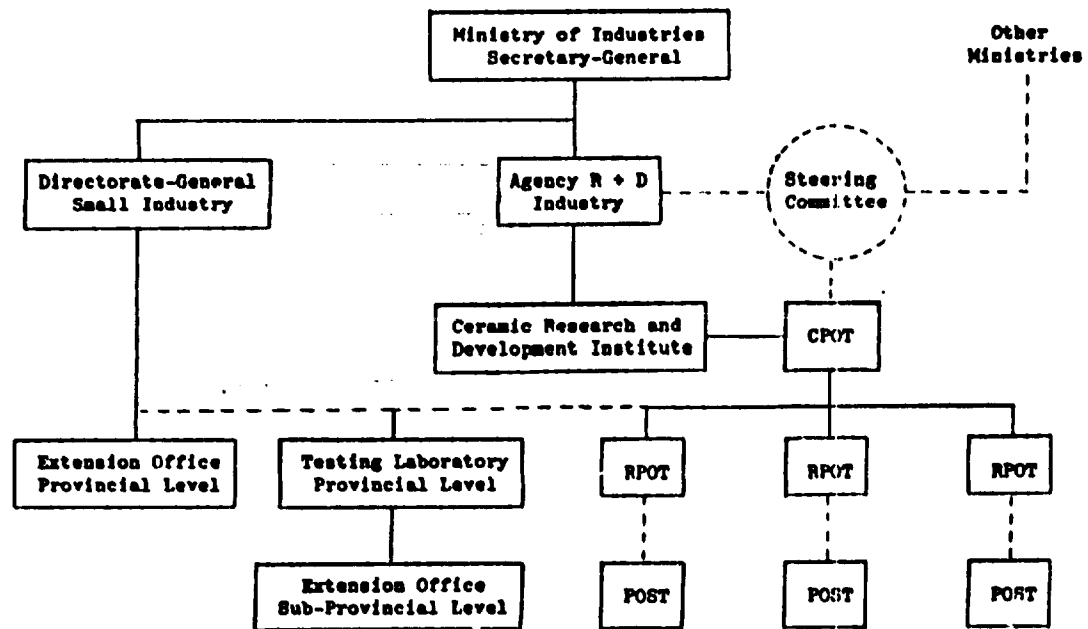 Ministry of Industries
Secretary-General
Other
Ministries
Directorate-General
Small Industry
Agency R + D
Industry
Steering
Committee
Ceramic Research and
Development Institute
CPOT
Extension Office
Provincial Level
Testing Laboratory
Provincial Level
RPOT
RPOT
RPOT
Extension Office
Sub-Provincial Level
POST
POST
POST